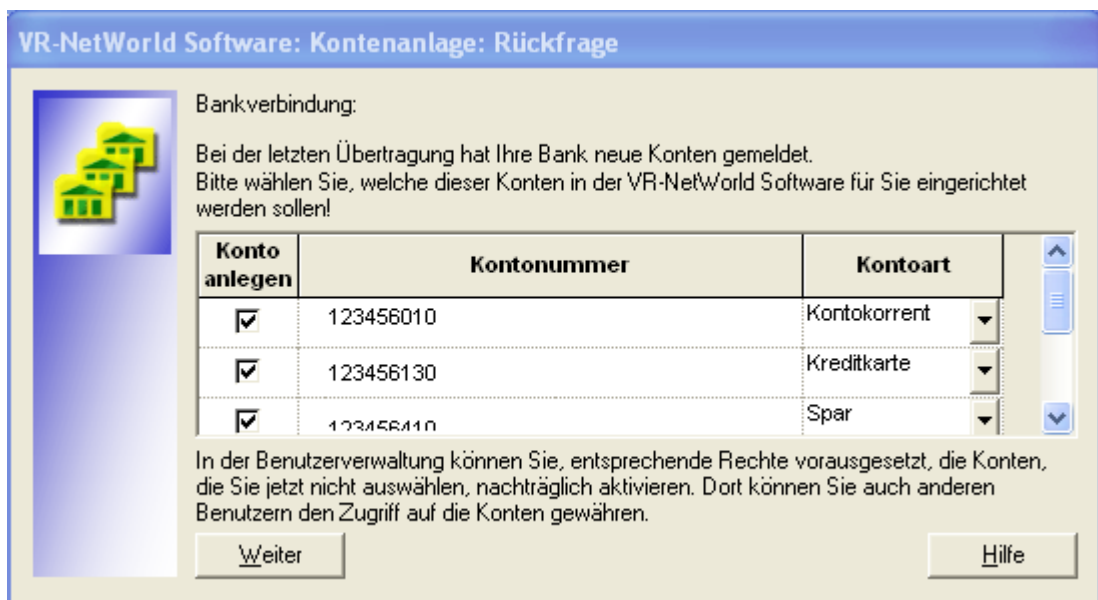 VR-NetWorld Software: Kontenanlage: Rückfrage
Bankverbindung:
Bei der letzten Übertragung hat Ihre Bank neue Konten gemeldet.
Bitte wählen Sie, welche dieser Konten in der VR-NetWorld Software für Sie eingerichtet
werden sollen!
Konto anlegen Kontonummer Kontoart
123456010 Kontokorrent
123456130 Kreditkarte
123456410 Spar
In der Benutzerverwaltung können Sie, entsprechende Rechte vorausgesetzt, die Konten,
die Sie jetzt nicht auswählen, nachträglich aktivieren. Dort können Sie auch anderen
Benutzern den Zugriff auf die Konten gewähren.
Weiter Hilfe